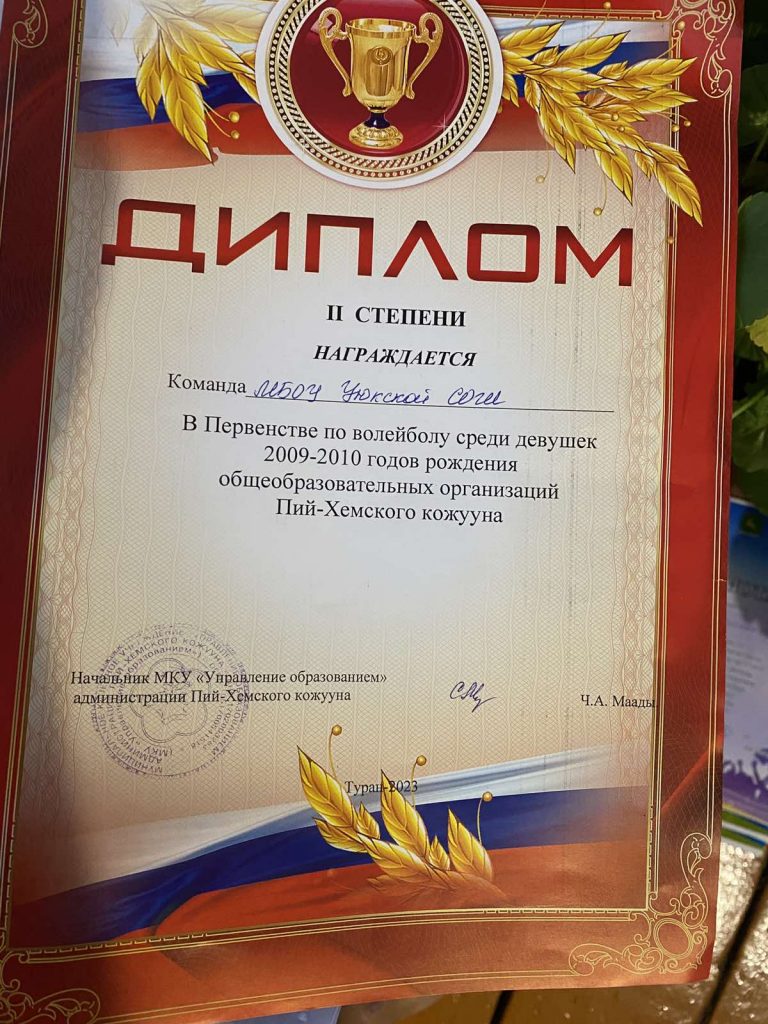 ДИПЛОМ
II СТЕПЕНИ
НАГРАЖДАЕТСЯ
Команда МБОУ Уюкской СОШ
В Первенстве по волейболу среди девушек
2009-2010 годов рождения
общеобразовательных организаций
Пий-Хемского кожууна
Начальник МКУ «Управление образованием»
администрации Пий-Хемского кожууна
Ч.А. Маады
Туран-2023